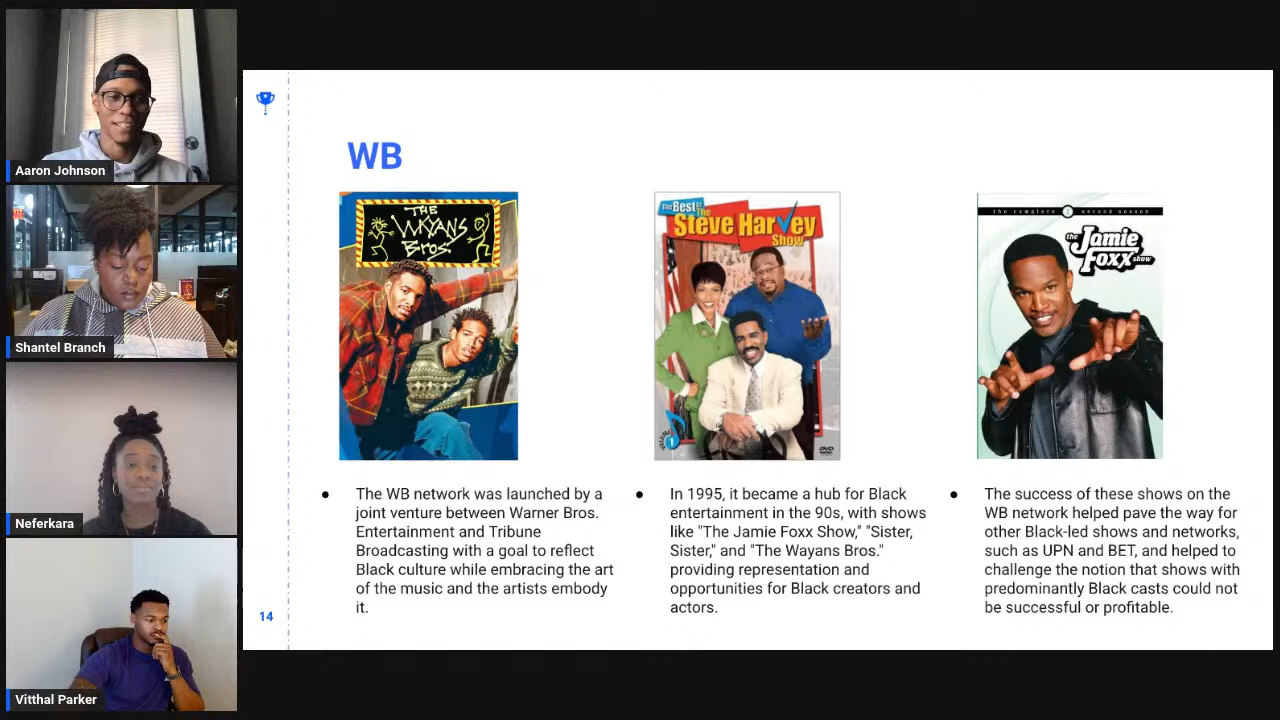 Aaron Johnson
Shantel Branch
Neferkara
Vitthal Parker
WB
THE
WAYANS
Bros.
The Best of
The
Steve Harvey
Show
1
DVD
the complete 2 second season
the Jamie
Foxx show
● The WB network was launched by a
joint venture between Warner Bros.
Entertainment and Tribune
Broadcasting with a goal to reflect
Black culture while embracing the art
of the music and the artists embody
it.
● In 1995, it became a hub for Black
entertainment in the 90s, with shows
like "The Jamie Foxx Show," "Sister,
Sister," and "The Wayans Bros."
providing representation and
opportunities for Black creators and
actors.
● The success of these shows on the
WB network helped pave the way for
other Black-led shows and networks,
such as UPN and BET, and helped to
challenge the notion that shows with
predominantly Black casts could not
be successful or profitable.
14